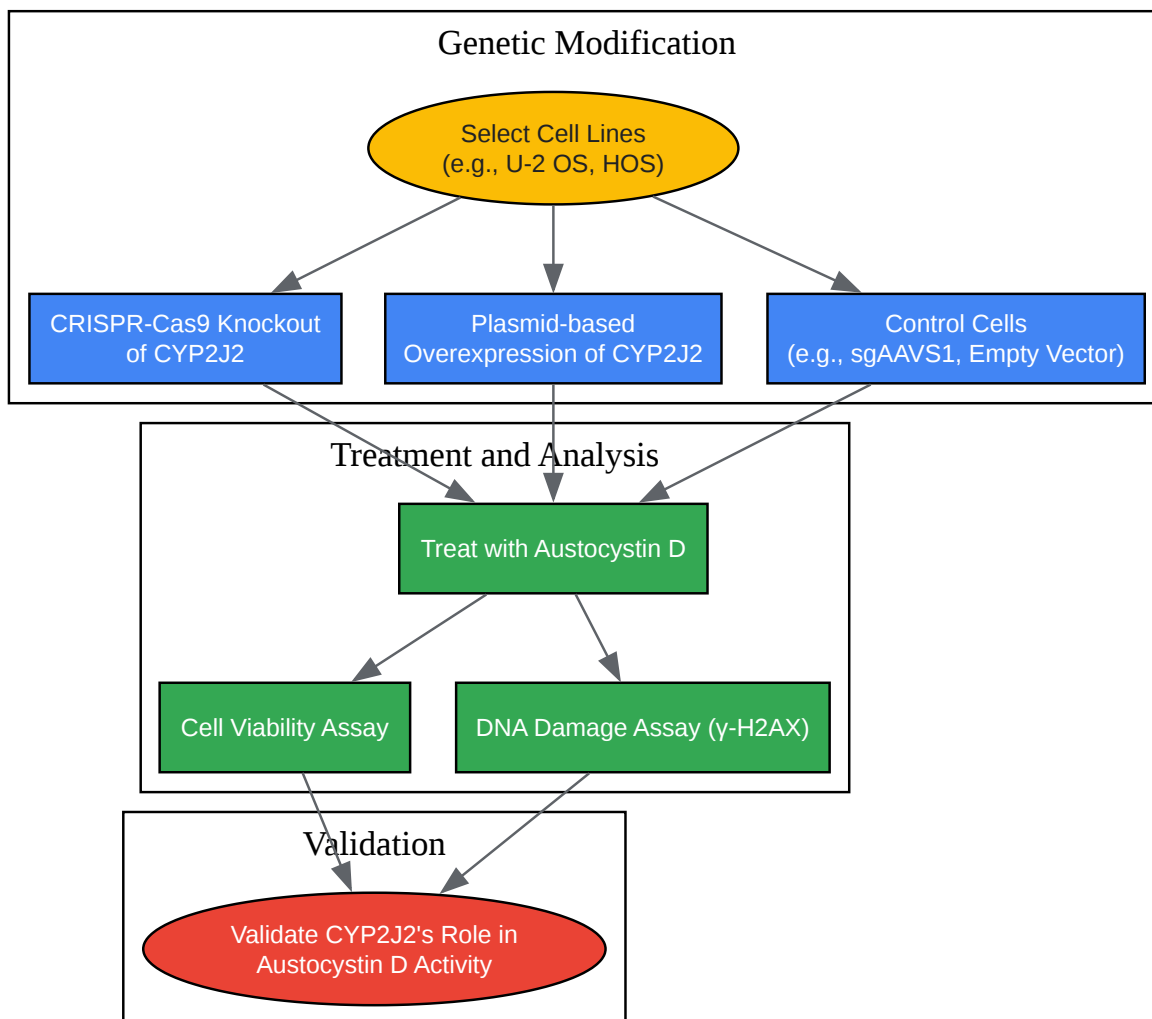 Genetic Modification
Select Cell Lines
(e.g., U-2 OS, HOS)
CRISPR-Cas9 Knockout
of CYP2J2
Plasmid-based
Overexpression of CYP2J2
Control Cells
(e.g., sgAAVS1, Empty Vector)
Treatment and Analysis
Treat with Austocystin D
Cell Viability Assay
DNA Damage Assay (γ-H2AX)
Validation
Validate CYP2J2's Role in
Austocystin D Activity